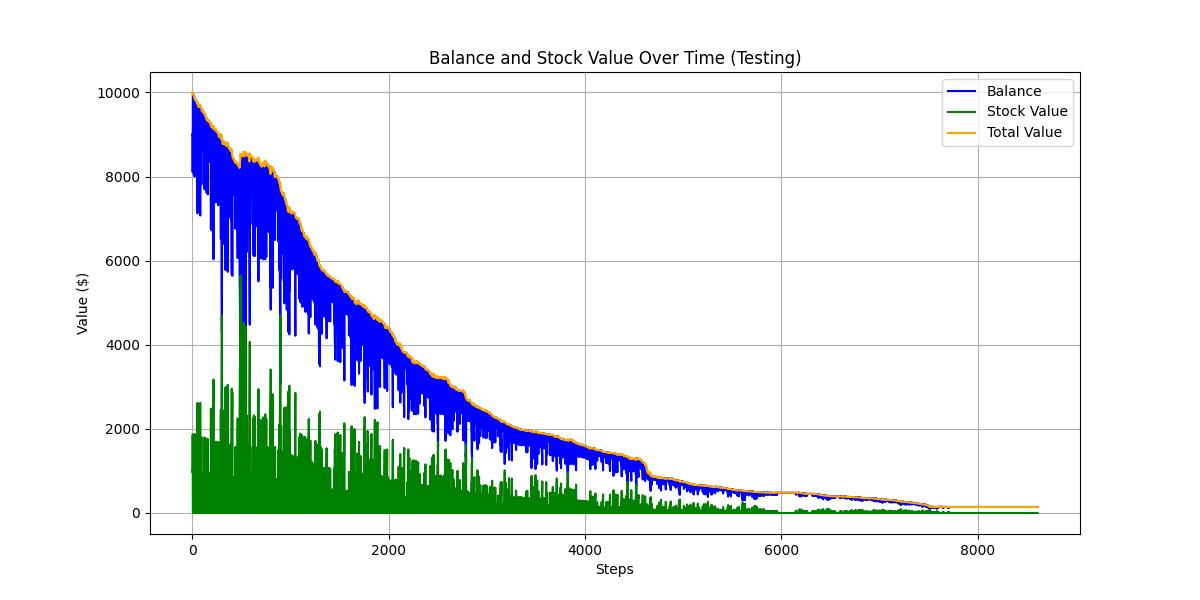 Balance and Stock Value Over Time (Testing)
Balance
Stock Value
Total Value
Value ($)
10000
8000
6000
4000
2000
0
0 2000 4000 6000 8000
Steps